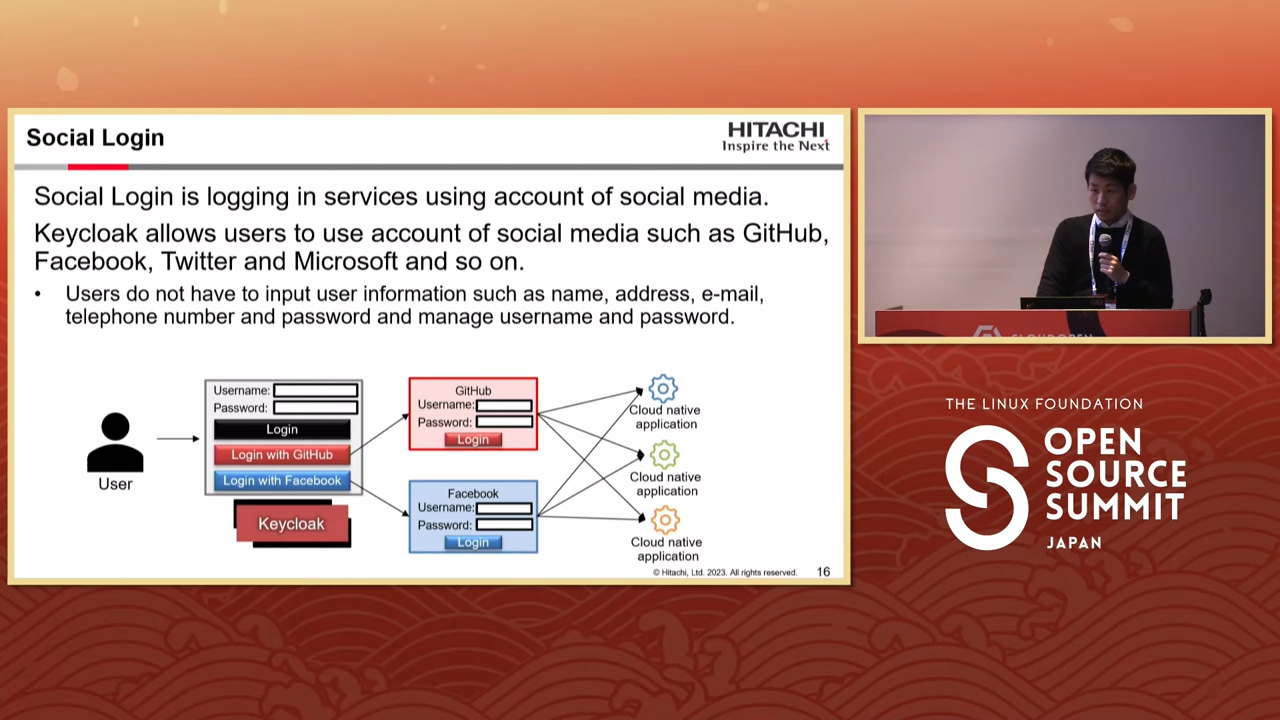 Social Login
HITACHI
Inspire the Next
Social Login is logging in services using account of social media.
Keycloak allows users to use account of social media such as GitHub,
Facebook, Twitter and Microsoft and so on.
• Users do not have to input user information such as name, address, e-mail,
telephone number and password and manage username and password.
Username:
Password:
Login
Login with GitHub
Login with Facebook
Keycloak
User
GitHub
Username:
Password:
Login
Facebook
Username:
Password:
Login
Cloud native
application
Cloud native
application
Cloud native
application
© Hitachi, Ltd. 2023. All rights reserved.
16
THE LINUX FOUNDATION
OPEN
SOURCE
SUMMIT
JAPAN